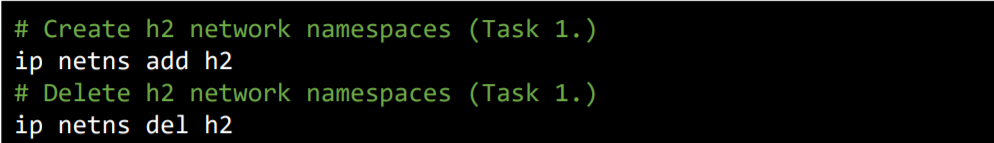 # Create h2 network namespaces (Task 1.)
ip netns add h2
# Delete h2 network namespaces (Task 1.)
ip netns del h2